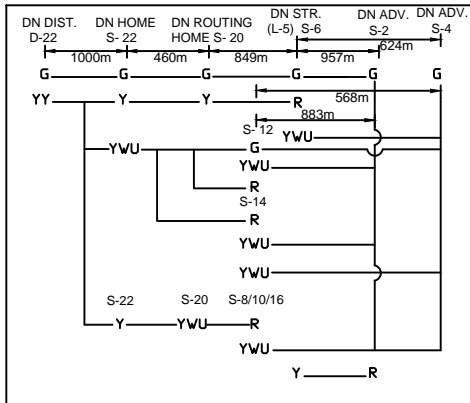 DN DIST. DN HOME DN ROUTING DN STR. DN ADV. DN ADV.
D-22 S- 22 HOME S- 20 (L-5) S-6 S-2 S-4
1000m 460m 849m 957m 624m
G G G G G G
YY Y Y R
568m
883m
S- 12 YWU
YWU G
YWU
R
S-14
R
YWU
YWU
S-22 S-20 S-8/10/16
Y YWU R
YWU
Y R